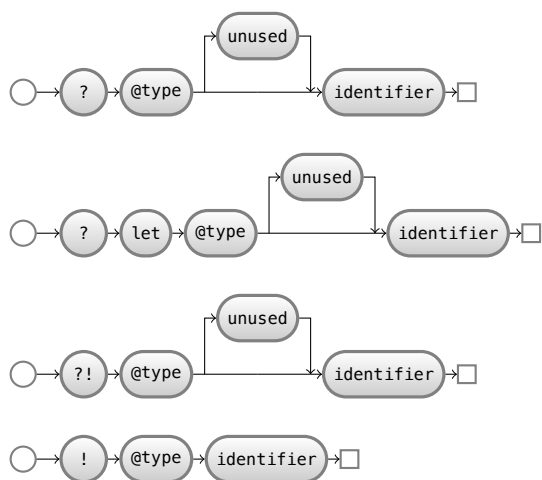 unused
? @type identifier
unused
? let @type identifier
unused
?! @type identifier
! @type identifier